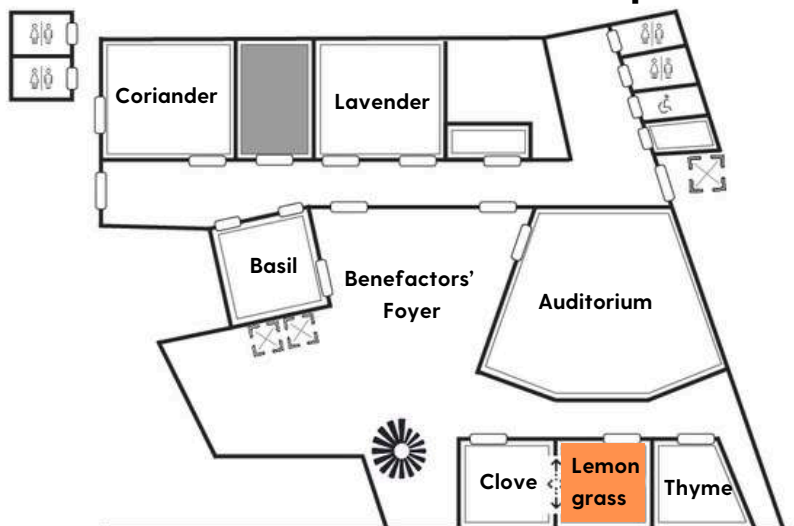 Coriander
Lavender
Basil
Benefactors'
Foyer
Auditorium
Clove
Lemon
grass
Thyme